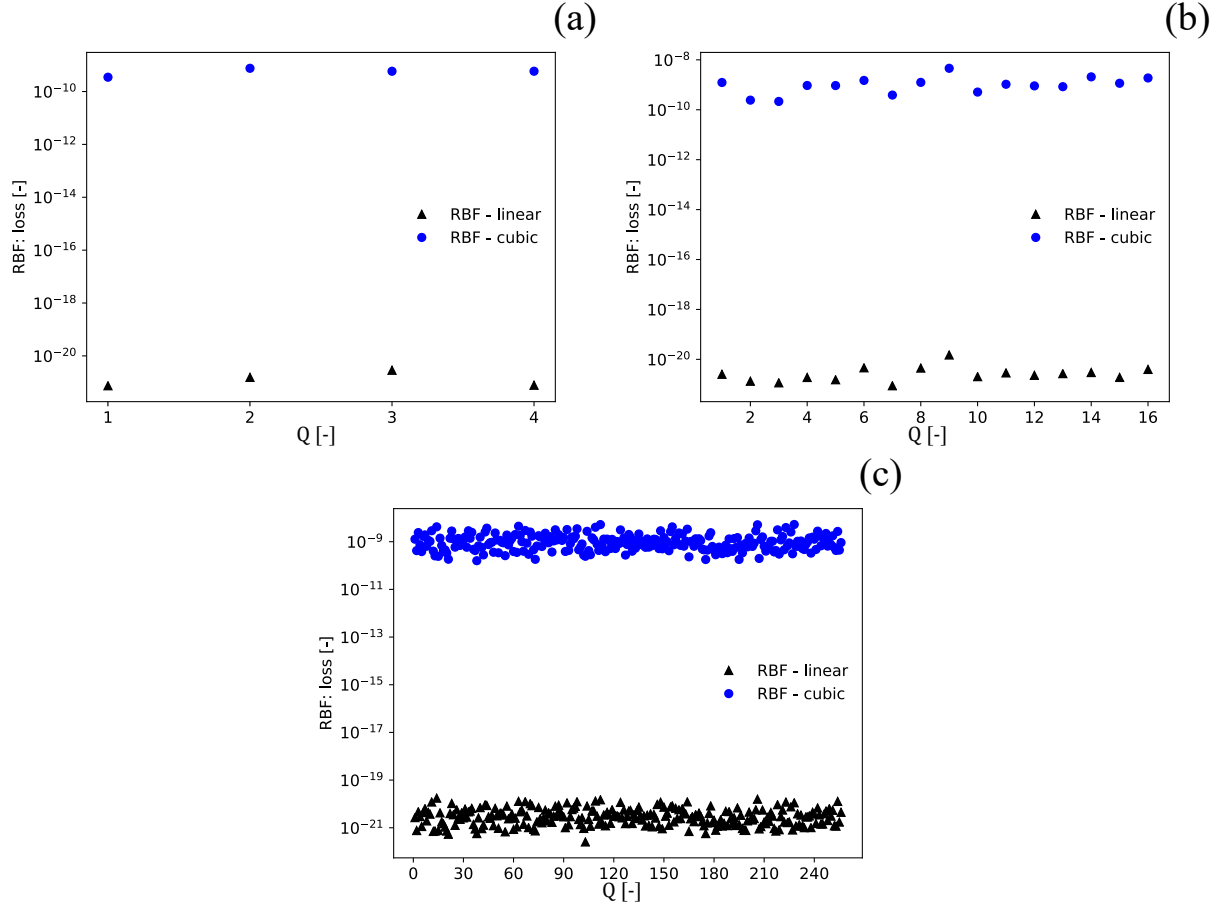 (a)
RBF: loss [-]
10⁻¹⁰
10⁻¹²
10⁻¹⁴
10⁻¹⁶
10⁻¹⁸
10⁻²⁰
RBF - linear
RBF - cubic
1 2 3 4
Q [-]
(b)
RBF: loss [-]
10⁻⁸
10⁻¹⁰
10⁻¹²
10⁻¹⁴
10⁻¹⁶
10⁻¹⁸
10⁻²⁰
RBF - linear
RBF - cubic
2 4 6 8 10 12 14 16
Q [-]
(c)
RBF: loss [-]
10⁻⁹
10⁻¹¹
10⁻¹³
10⁻¹⁵
10⁻¹⁷
10⁻¹⁹
10⁻²¹
RBF - linear
RBF - cubic
0 30 60 90 120 150 180 210 240
Q [-]